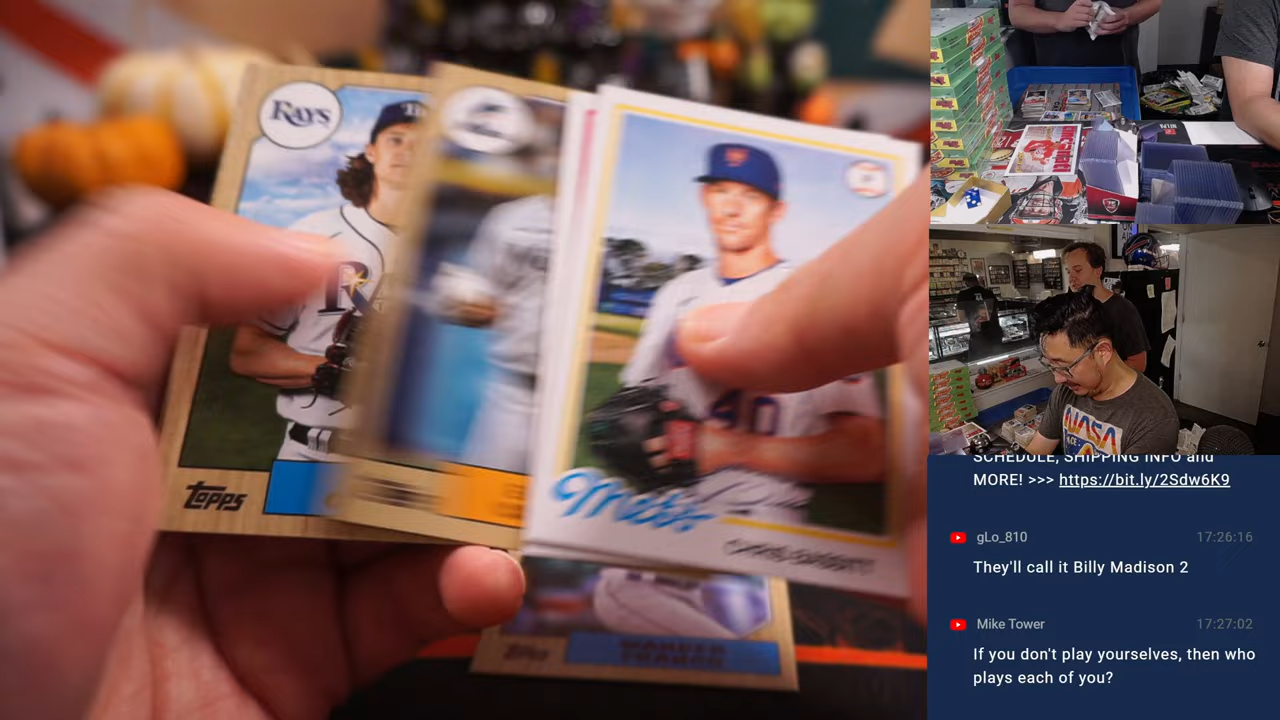 Rays
R
topps
40
Mets
topps
NASA
SCHEDULE, SHIPPING INFO and
MORE! >>> https://bit.ly/2Sdw6K9
gLo_810
17:26:16
They'll call it Billy Madison 2
Mike Tower
17:27:02
If you don't play yourselves, then who
plays each of you?